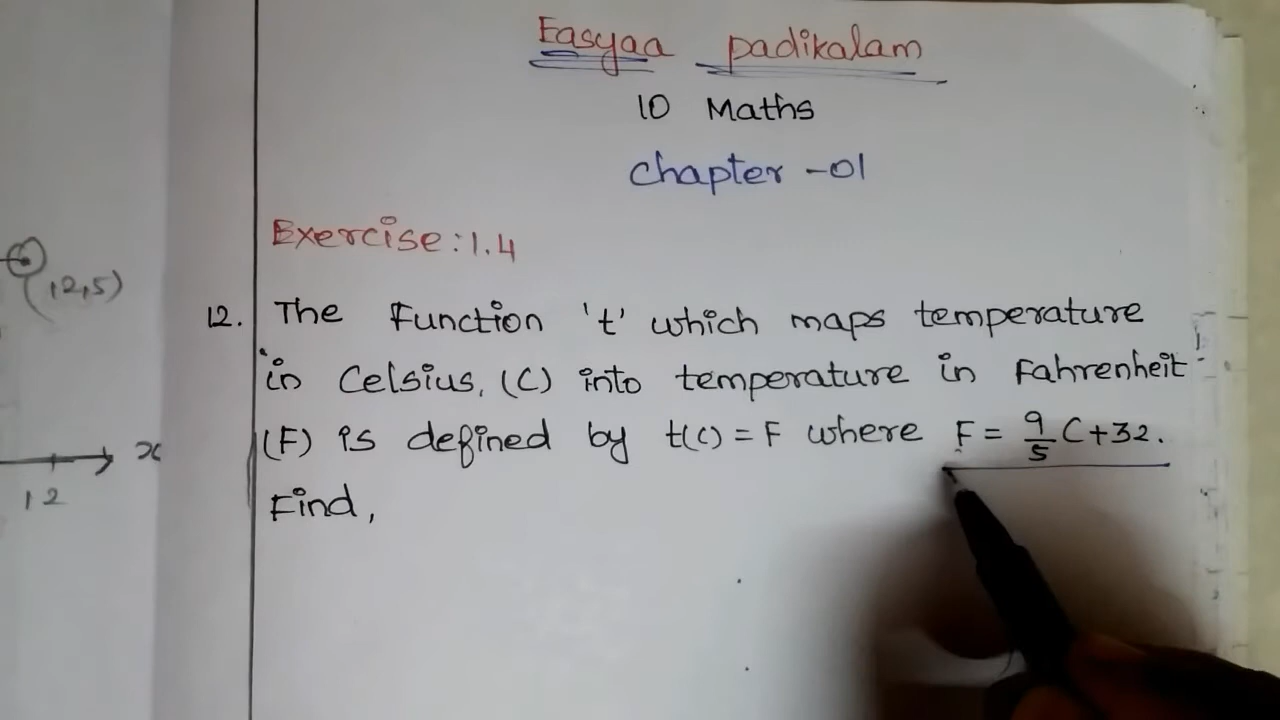 Easyaa padikalam
10 Maths
Chapter -01
Exercise: 1.4
12. The Function 't' which maps temperature
in Celsius, (C) into temperature in Fahrenheit
(F) is defined by t(C) = F where F = 9/5 C+32.
Find,
(12,5)
x
12